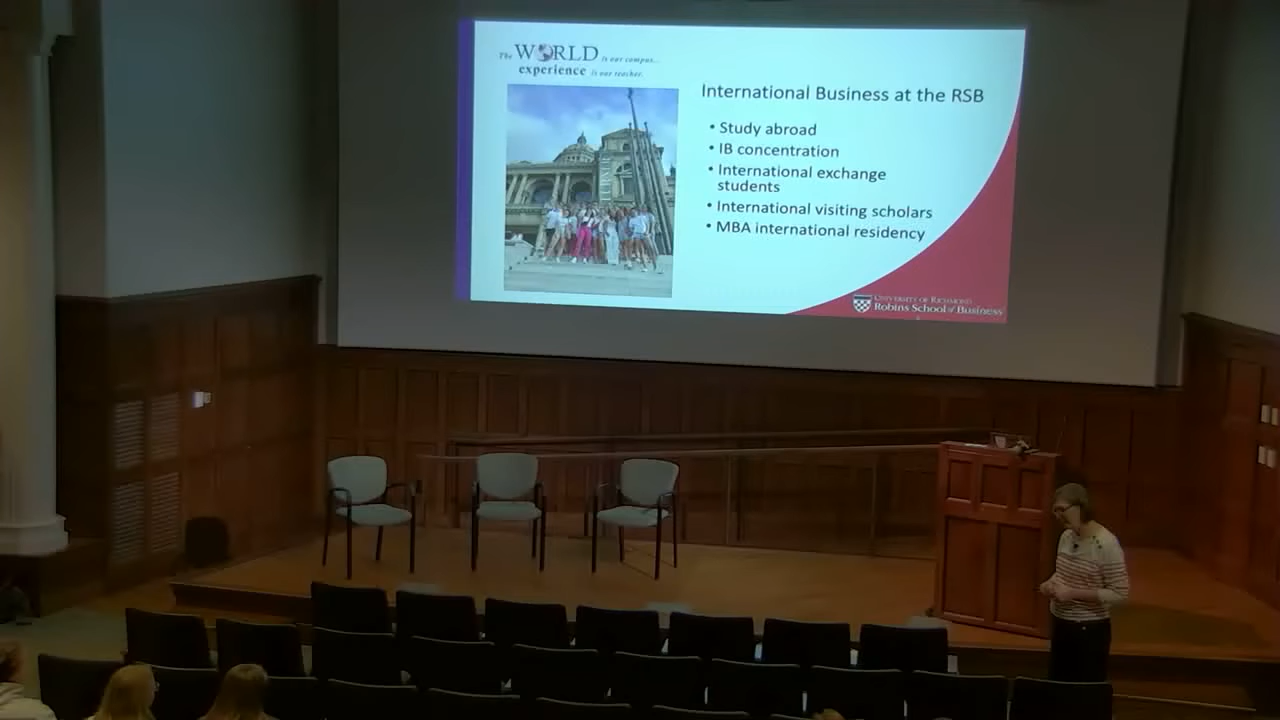 The WORLD is our campus...
experience is our teacher.
International Business at the RSB
• Study abroad
• IB concentration
• International exchange
students
• International visiting scholars
• MBA international residency
UNIVERSITY OF RICHMOND
Robins School of Business